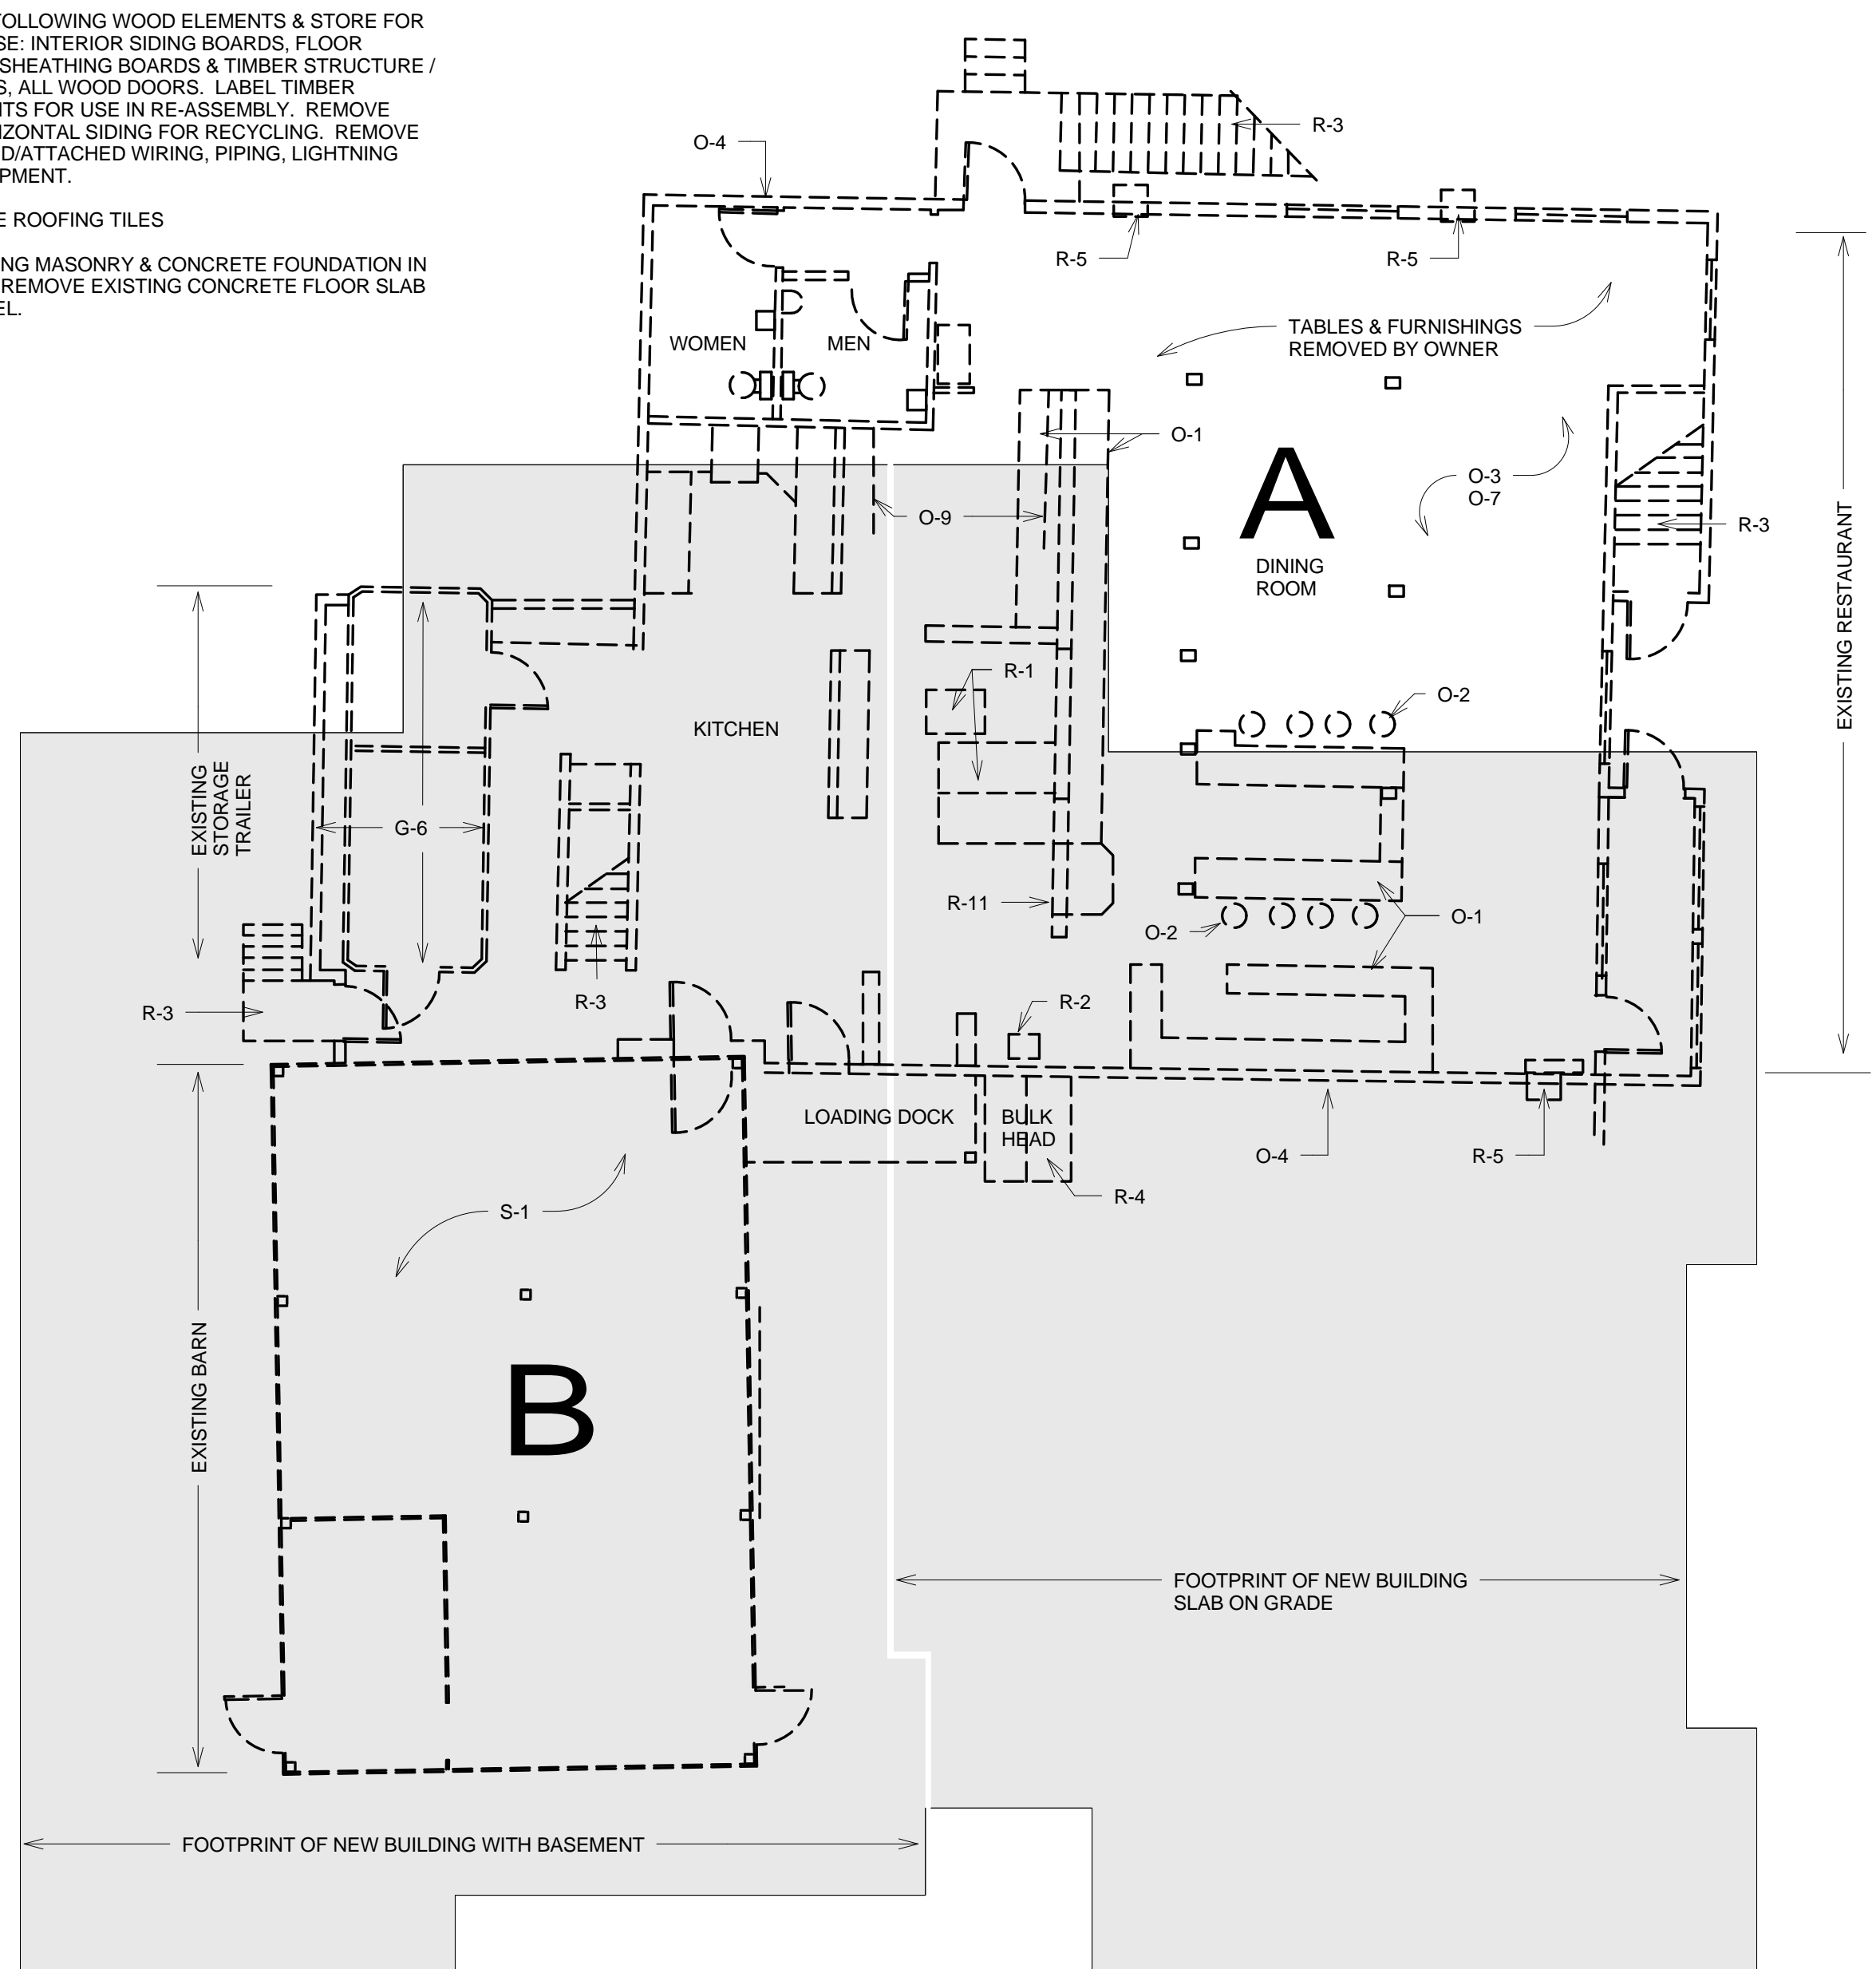 FOLLOWING WOOD ELEMENTS & STORE FOR
SE: INTERIOR SIDING BOARDS, FLOOR
SHEATHING BOARDS & TIMBER STRUCTURE /
S, ALL WOOD DOORS. LABEL TIMBER
NTS FOR USE IN RE-ASSEMBLY. REMOVE
IZONTAL SIDING FOR RECYCLING. REMOVE
D/ATTACHED WIRING, PIPING, LIGHTNING
IPMENT.
E ROOFING TILES
NG MASONRY & CONCRETE FOUNDATION IN
REMOVE EXISTING CONCRETE FLOOR SLAB
EL.
R-3
O-4
R-5
R-5
TABLES & FURNISHINGS
REMOVED BY OWNER
WOMEN
MEN
O-1
A
O-3
O-7
O-9
R-3
DINING
ROOM
EXISTING RESTAURANT
R-1
O-2
KITCHEN
EXISTING
STORAGE
TRAILER
G-6
R-11
O-1
O-2
R-3
R-3
R-2
LOADING DOCK
BULK
HEAD
O-4
R-5
R-4
S-1
EXISTING BARN
B
FOOTPRINT OF NEW BUILDING
SLAB ON GRADE
FOOTPRINT OF NEW BUILDING WITH BASEMENT